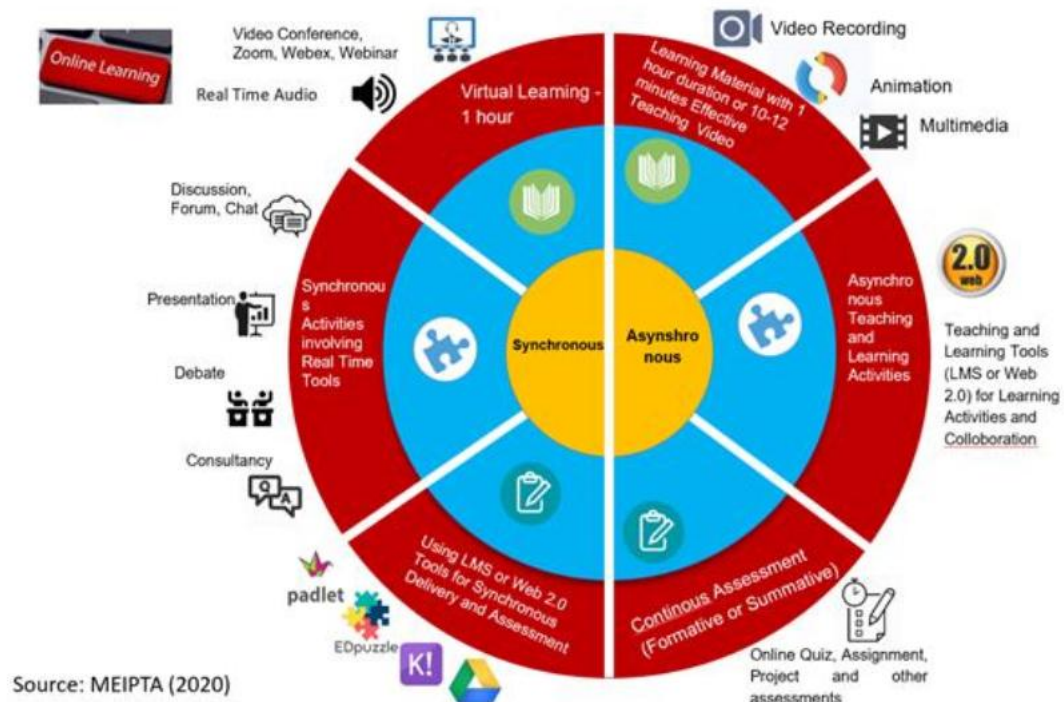 Online Learning
Video Conference,
Zoom, Webex, Webinar
Real Time Audio
Discussion,
Forum, Chat
Presentation
Debate
Consultancy
Q
A
padlet
EDpuzzle
K!
Virtual Learning -
1 hour
Synchronou
s
Activities
involving
Real Time
Tools
Using LMS or Web 2.0
Tools for Synchronous
Delivery and Assessment
Synchronous
Asynshro
nous
Learning Material with 1
hour duration or 10-12
minutes Effective
Teaching Video
Asynchro
nous
Teaching
and
Learning
Activities
Continous Assessment
(Formative or Summative)
Video Recording
Animation
Multimedia
2.0
web
Teaching and
Learning Tools
(LMS or Web
2.0) for Learning
Activities and
Colloboration
Online Quiz, Assignment,
Project and other
assessments
Source: MEIPTA (2020)